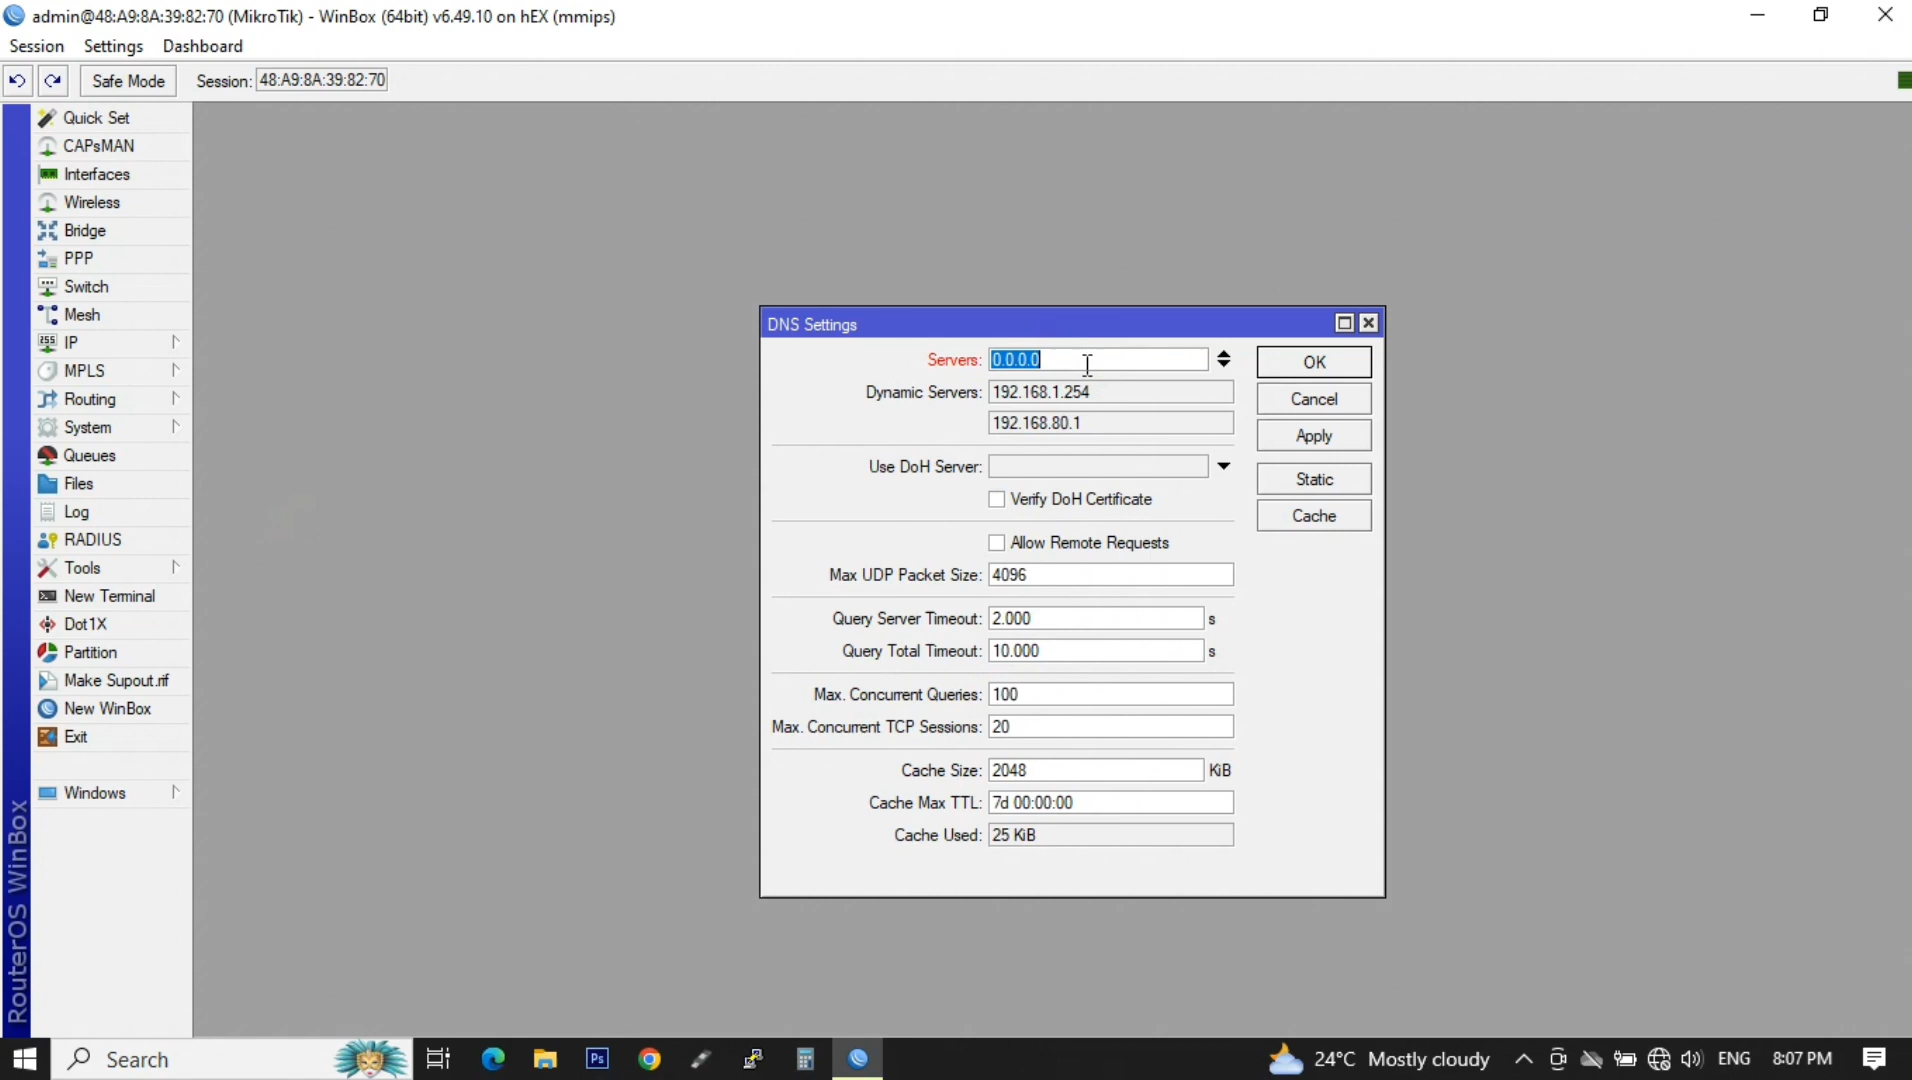 admin@48:A9:8A:39:82:70 (MikroTik) - WinBox (64bit) v6.49.10 on hEX (mmips)
Session Settings Dashboard
Safe Mode Session: 48:A9:8A:39:82:70
Quick Set
CAPsMAN
Interfaces
Wireless
Bridge
PPP
Switch
Mesh
IP
MPLS
Routing
System
Queues
Files
Log
RADIUS
Tools
New Terminal
Dot1X
Partition
Make Supout.rif
New WinBox
Exit
Windows
RouterOS WinBox
DNS Settings
Servers: 0.0.0.0
Dynamic Servers: 192.168.1.254
192.168.80.1
Use DoH Server:
Verify DoH Certificate
Allow Remote Requests
Max UDP Packet Size: 4096
Query Server Timeout: 2.000 s
Query Total Timeout: 10.000 s
Max. Concurrent Queries: 100
Max. Concurrent TCP Sessions: 20
Cache Size: 2048 KiB
Cache Max TTL: 7d 00:00:00
Cache Used: 25 KiB
OK
Cancel
Apply
Static
Cache
Search
Ps
24°C Mostly cloudy
ENG
8:07 PM